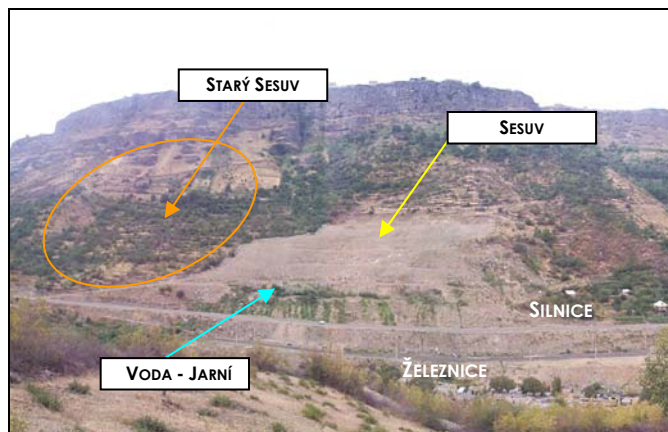 STARÝ SESUV
SESUV
SILNICE
VODA - JARNÍ
ŽELEZNICE